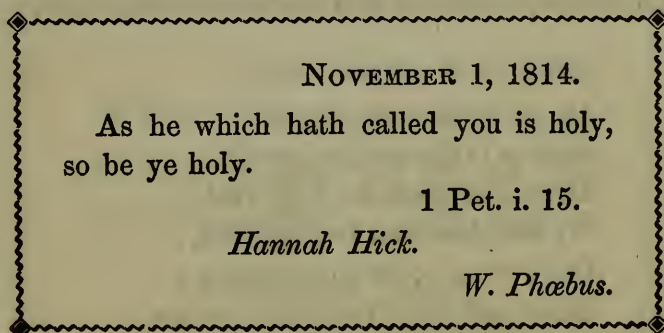 NOVEMBER 1, 1814.
As he which hath called you is holy,
so be ye holy.
1 Pet. i. 15.
Hannah Hick.
W. Phœbus.